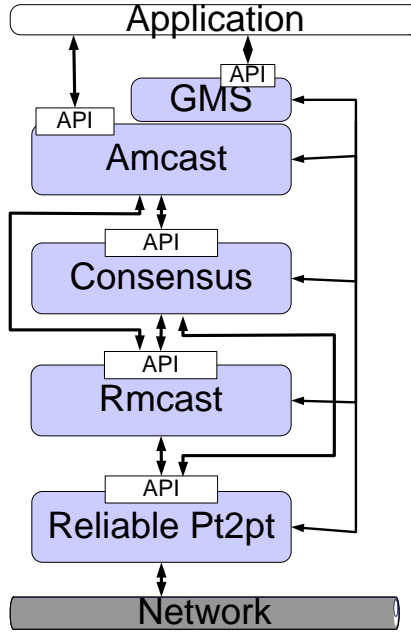 Application
API
GMS
API
Amcast
API
Consensus
API
Rmcast
API
Reliable Pt2pt
Network